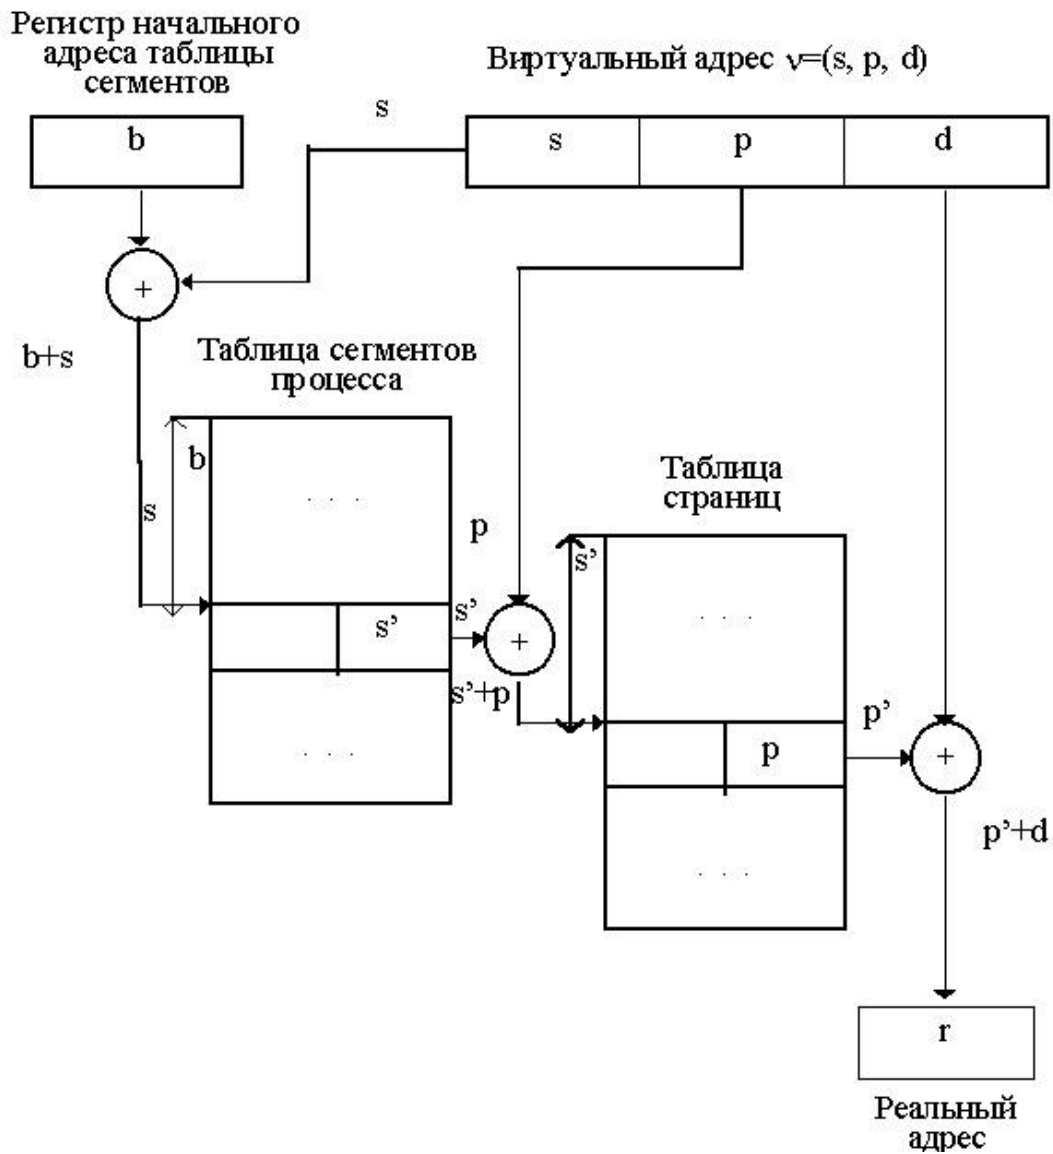 Регистр начального
адреса таблицы
сегментов
Виртуальный адрес v=(s, p, d)
s
b
s
p
d
+
b+s
Таблица сегментов
процесса
b
. . .
s
Таблица
страниц
p
s’
. . .
s’
s’
+
s’+p
. . .
p’
p
+
. . .
p’+d
r
Реальный
адрес